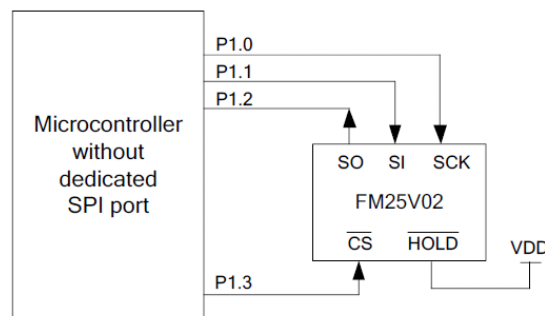 P1.0
P1.1
P1.2
Microcontroller
without
dedicated
SPI port
SO SI SCK
FM25V02
CS HOLD
VDD
P1.3